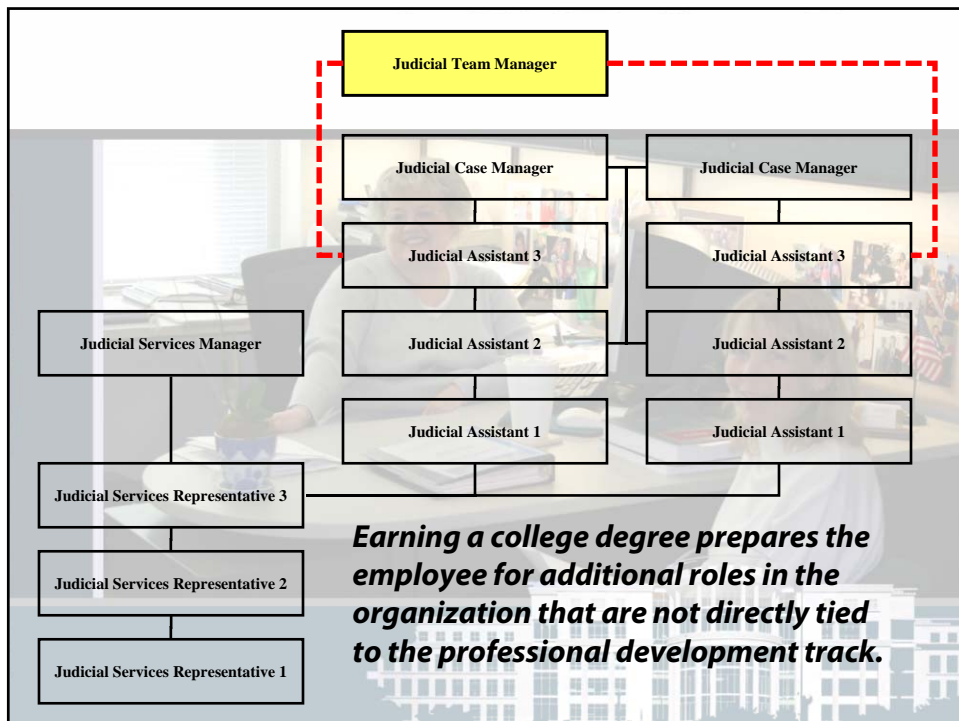 Judicial Team Manager
Judicial Case Manager
Judicial Case Manager
Judicial Assistant 3
Judicial Assistant 3
Judicial Services Manager
Judicial Assistant 2
Judicial Assistant 2
Judicial Assistant 1
Judicial Assistant 1
Judicial Services Representative 3
Judicial Services Representative 2
Judicial Services Representative 1
Earning a college degree prepares the
employee for additional roles in the
organization that are not directly tied
to the professional development track.